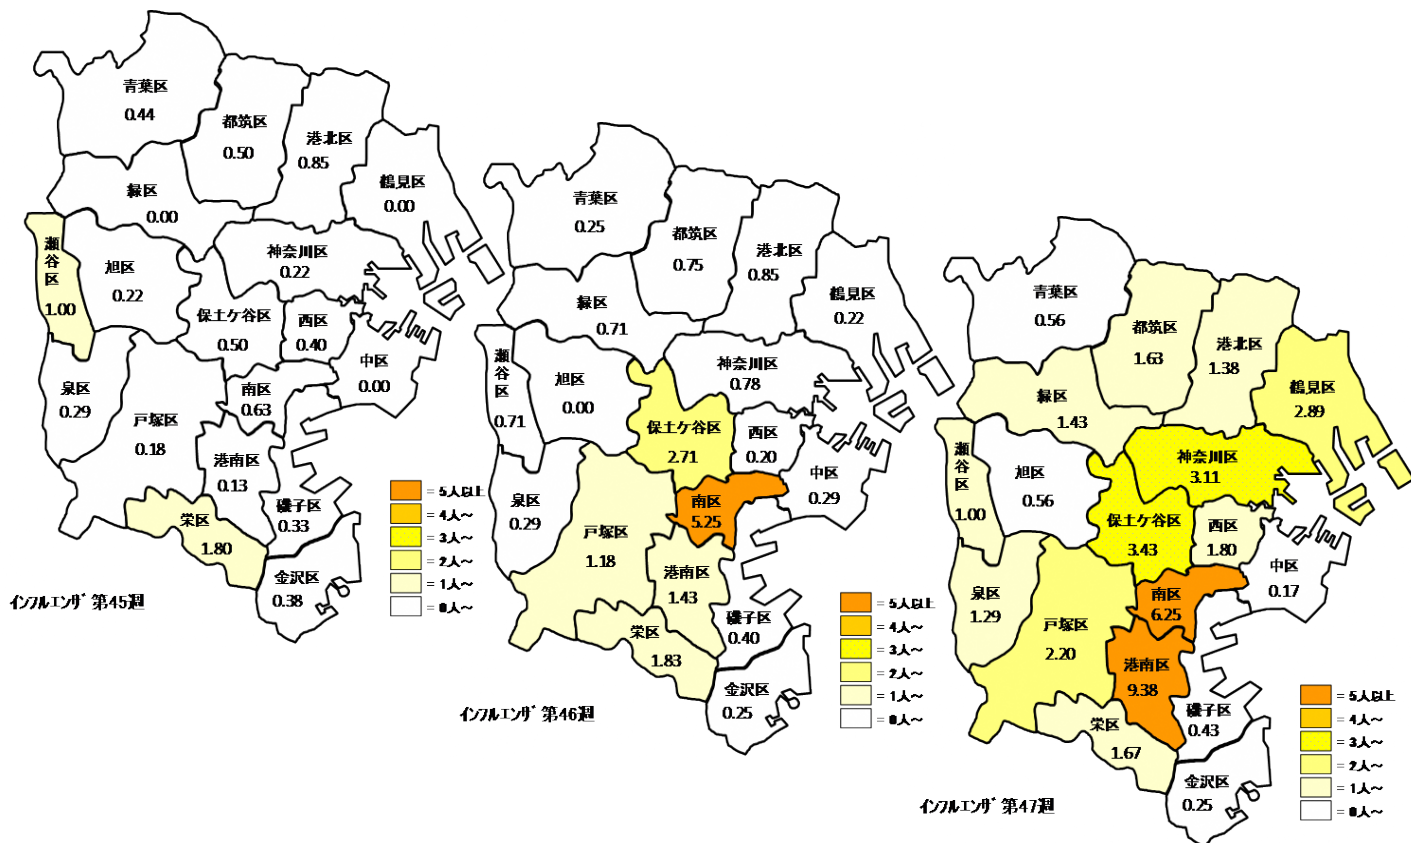 青葉区
0.44
都筑区
0.50
港北区
0.85
鶴見区
0.00
緑区
0.00
瀬谷区
1.00
旭区
0.22
神奈川区
0.22
保土ケ谷区
0.50
西区
0.40
中区
0.00
泉区
0.29
戸塚区
0.18
南区
0.63
港南区
0.13
磯子区
0.33
栄区
1.80
金沢区
0.38
= 5人以上
= 4人～
= 3人～
= 2人～
= 1人～
= 0人～
ｲﾝﾌﾙｴﾝｻﾞ 第45週
青葉区
0.25
都筑区
0.75
港北区
0.85
鶴見区
0.22
緑区
0.71
瀬谷区
0.71
旭区
0.00
神奈川区
0.78
保土ケ谷区
2.71
西区
0.20
中区
0.29
泉区
0.29
戸塚区
1.18
南区
5.25
港南区
1.43
磯子区
0.40
栄区
1.83
金沢区
0.25
= 5人以上
= 4人～
= 3人～
= 2人～
= 1人～
= 0人～
ｲﾝﾌﾙｴﾝｻﾞ 第46週
青葉区
0.56
都筑区
1.63
港北区
1.38
鶴見区
2.89
緑区
1.43
瀬谷区
1.00
旭区
0.56
神奈川区
3.11
保土ケ谷区
3.43
西区
1.80
中区
0.17
泉区
1.29
戸塚区
2.20
南区
6.25
港南区
9.38
磯子区
0.43
栄区
1.67
金沢区
0.25
= 5人以上
= 4人～
= 3人～
= 2人～
= 1人～
= 0人～
ｲﾝﾌﾙｴﾝｻﾞ 第47週